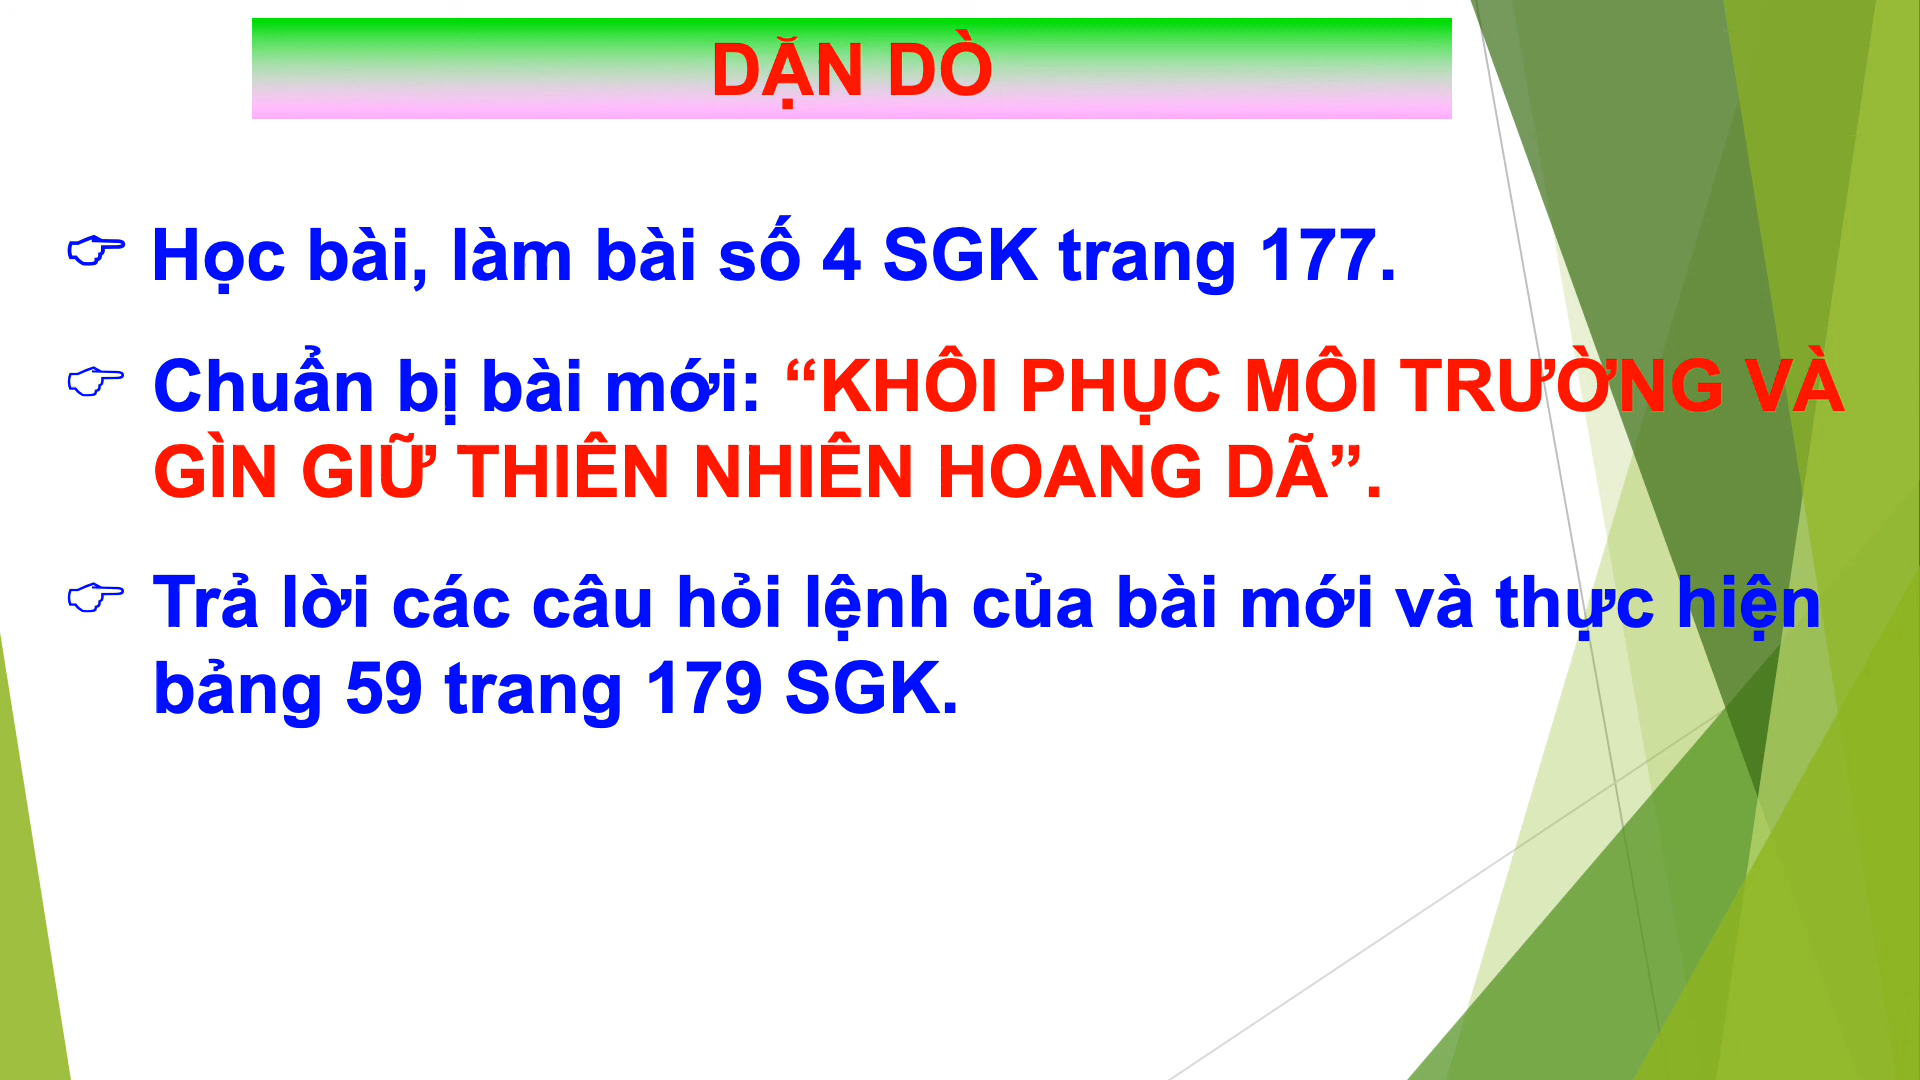 DẶN DÒ
Học bài, làm bài số 4 SGK trang 177.
Chuẩn bị bài mới: “KHÔI PHỤC MÔI TRƯỜNG VÀ
GÌN GIỮ THIÊN NHIÊN HOANG DÃ”.
Trả lời các câu hỏi lệnh của bài mới và thực hiện
bảng 59 trang 179 SGK.